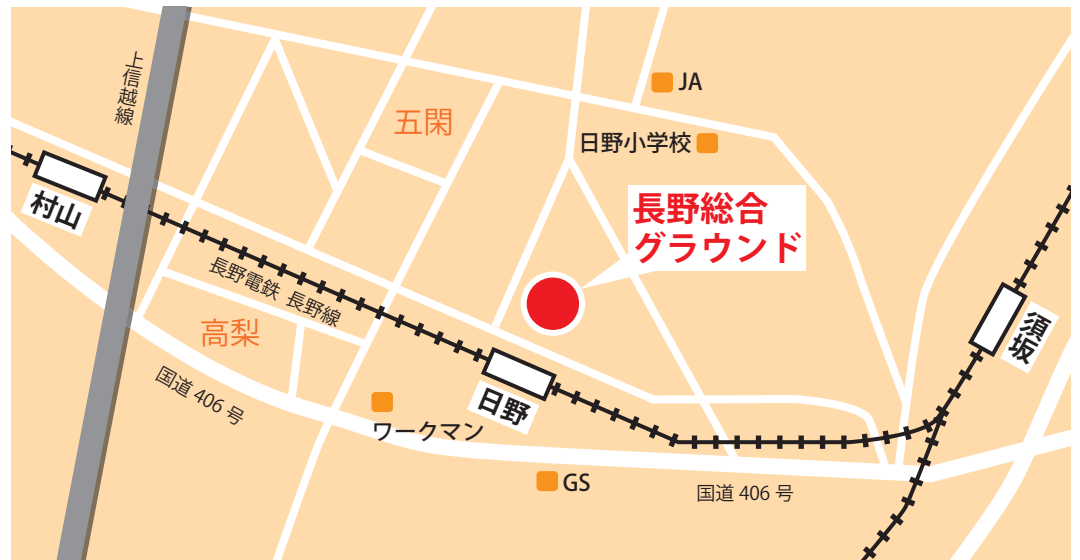 上信越線
JA
五閑
日野小学校
長野総合
グラウンド
村山
長野電鉄 長野線
須坂
高梨
国道 406 号
日野
ワークマン
GS
国道 406 号